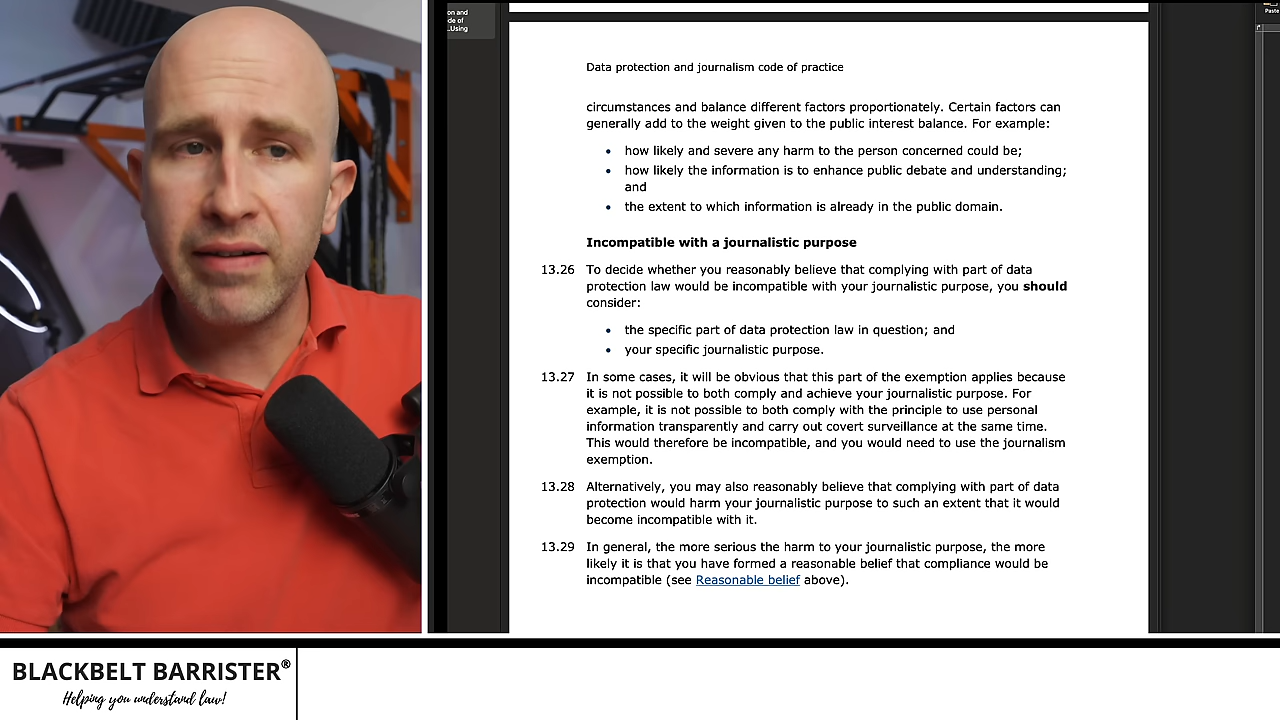 on and
de of
...Using
Paste
Data protection and journalism code of practice
circumstances and balance different factors proportionately. Certain factors can
generally add to the weight given to the public interest balance. For example:
• how likely and severe any harm to the person concerned could be;
• how likely the information is to enhance public debate and understanding;
and
• the extent to which information is already in the public domain.
Incompatible with a journalistic purpose
13.26 To decide whether you reasonably believe that complying with part of data
protection law would be incompatible with your journalistic purpose, you should
consider:
• the specific part of data protection law in question; and
• your specific journalistic purpose.
13.27 In some cases, it will be obvious that this part of the exemption applies because
it is not possible to both comply and achieve your journalistic purpose. For
example, it is not possible to both comply with the principle to use personal
information transparently and carry out covert surveillance at the same time.
This would therefore be incompatible, and you would need to use the journalism
exemption.
13.28 Alternatively, you may also reasonably believe that complying with part of data
protection would harm your journalistic purpose to such an extent that it would
become incompatible with it.
13.29 In general, the more serious the harm to your journalistic purpose, the more
likely it is that you have formed a reasonable belief that compliance would be
incompatible (see Reasonable belief above).
BLACKBELT BARRISTER®
Helping you understand law!